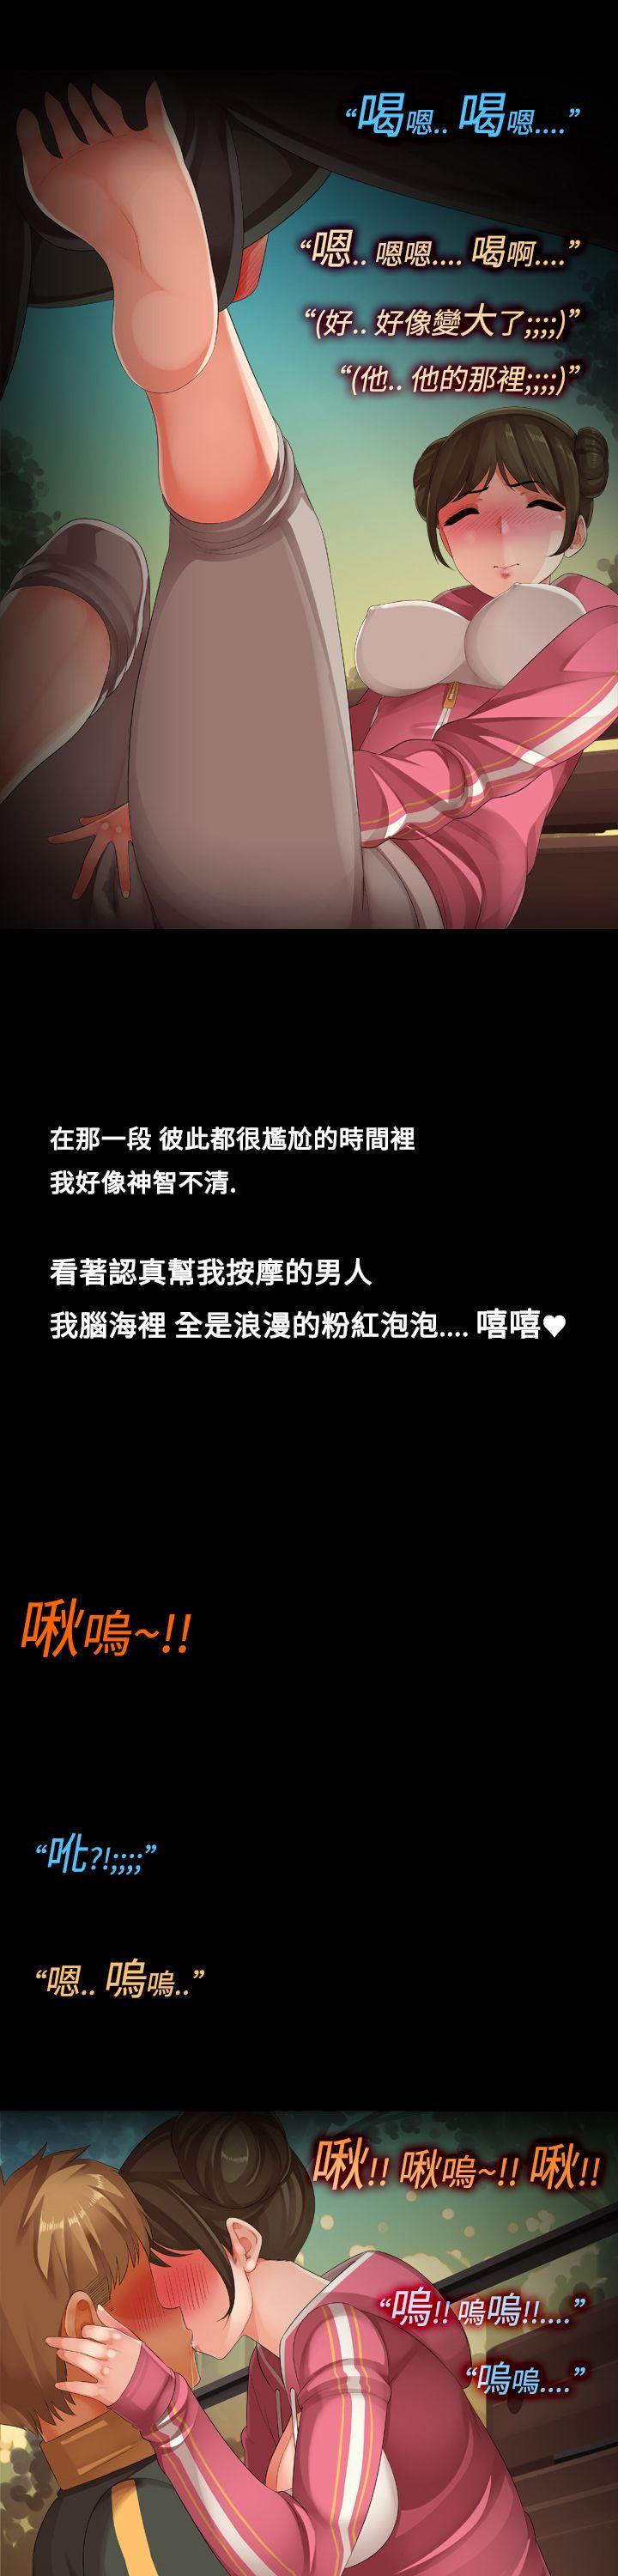 “喝嗯.. 喝嗯....”
“嗯.. 嗯嗯.... 喝啊....”
“(好.. 好像變大了;;;;)”
“(他.. 他的那裡;;;;)”
在那一段 彼此都很尷尬的時間裡
我好像神智不清.
看著認真幫我按摩的男人
我腦海裡 全是浪漫的粉紅泡泡.... 嘻嘻♥
啾嗚~!!
“吪?!;;;;”
“嗯.. 嗚嗚..”
啾!! 啾嗚~!! 啾!!
“嗚!! 嗚嗚!!....”
“嗚嗚....”